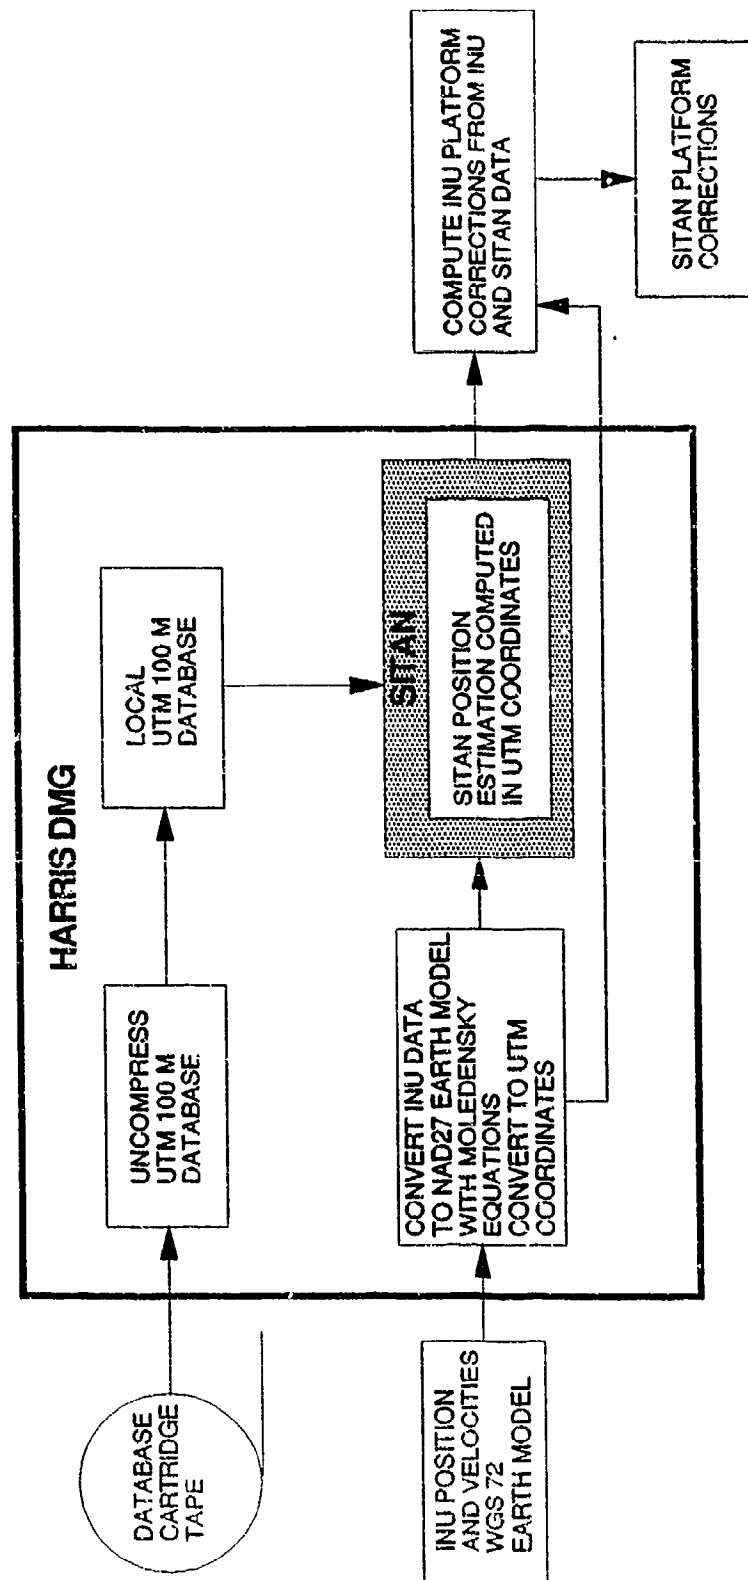 HARRIS DMG
DATABASE
CARTRIDGE
TAPE
UNCOMPRESS
UTM 100 M
DATABASE
LOCAL
UTM 100 M
DATABASE
INU POSITION
AND VELOCITIES
WGS 72
EARTH MODEL
CONVERT INU DATA
TO NAD27 EARTH MODEL
WITH MOLEDENSKY
EQUATIONS
CONVERT TO UTM
COORDINATES
SITAN
SITAN POSITION
ESTIMATION COMPUTED
IN UTM COORDINATES
COMPUTE INU PLATFORM
CORRECTIONS FROM INU
AND SITAN DATA
SITAN PLATFORM
CORRECTIONS